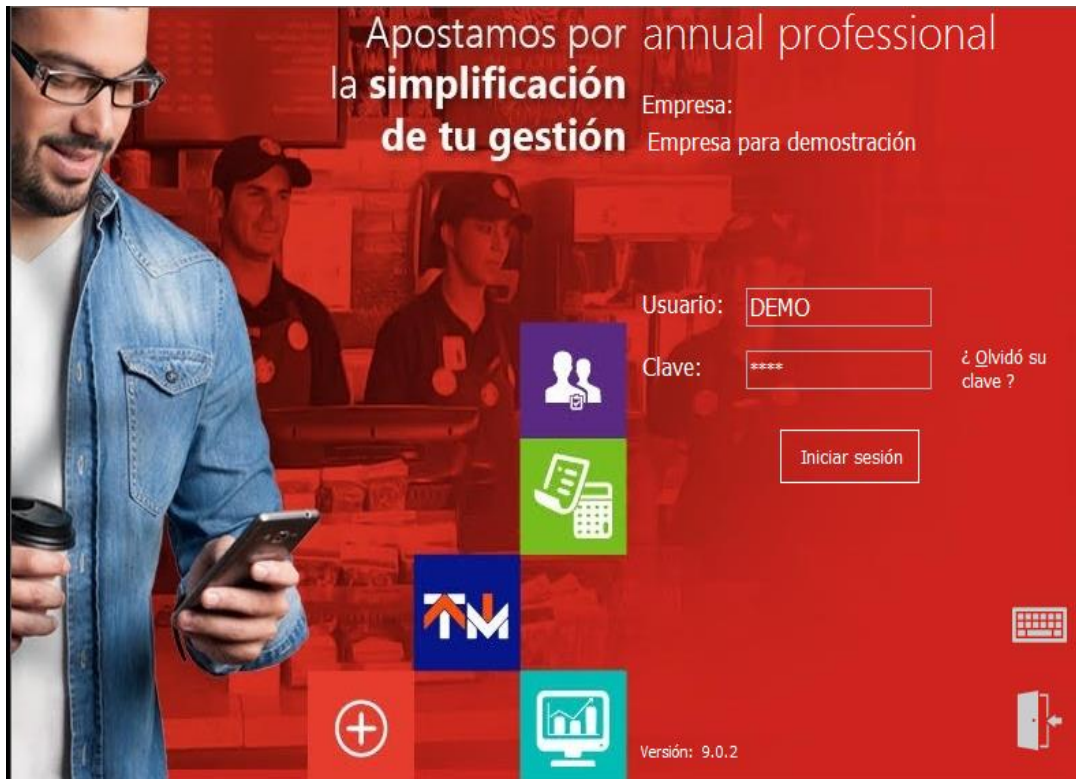 Apostamos por
la simplificación
de tu gestión
annual professional
Empresa:
Empresa para demostración
Usuario: DEMO
Clave: ****
¿ Olvidó su
clave ?
Iniciar sesión
TM
Versión: 9.0.2